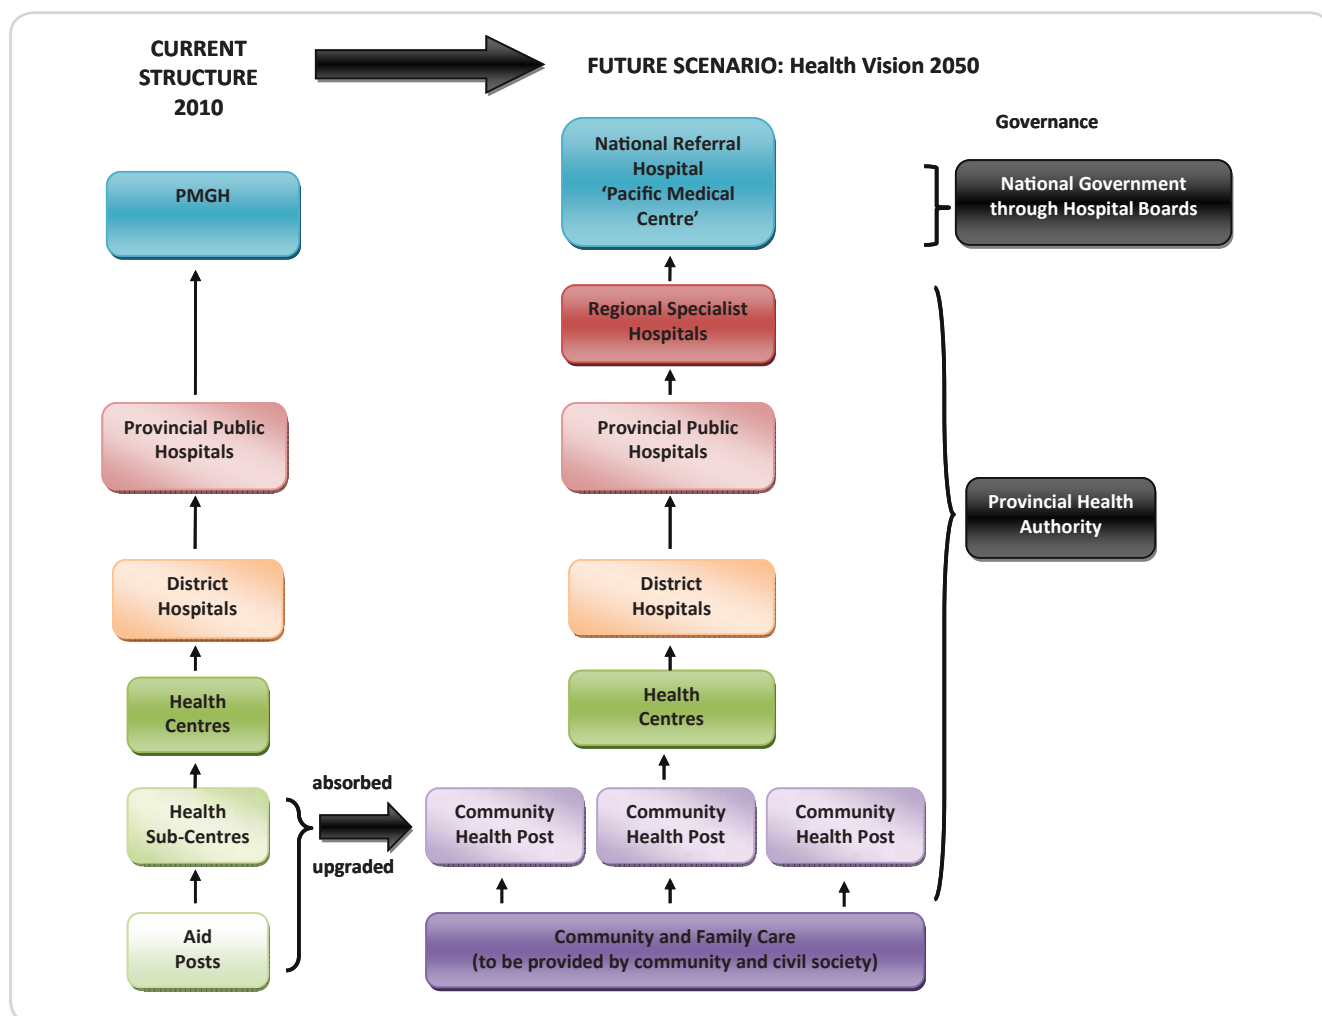 CURRENT
STRUCTURE
2010
FUTURE SCENARIO: Health Vision 2050
Governance
PMGH
Provincial Public
Hospitals
District
Hospitals
Health
Centres
Health
Sub-Centres
Aid
Posts
absorbed
upgraded
National Referral
Hospital
‘Pacific Medical
Centre’
Regional Specialist
Hospitals
Provincial Public
Hospitals
District
Hospitals
Health
Centres
Community
Health Post
Community
Health Post
Community
Health Post
Community and Family Care
(to be provided by community and civil society)
National Government
through Hospital Boards
Provincial Health
Authority